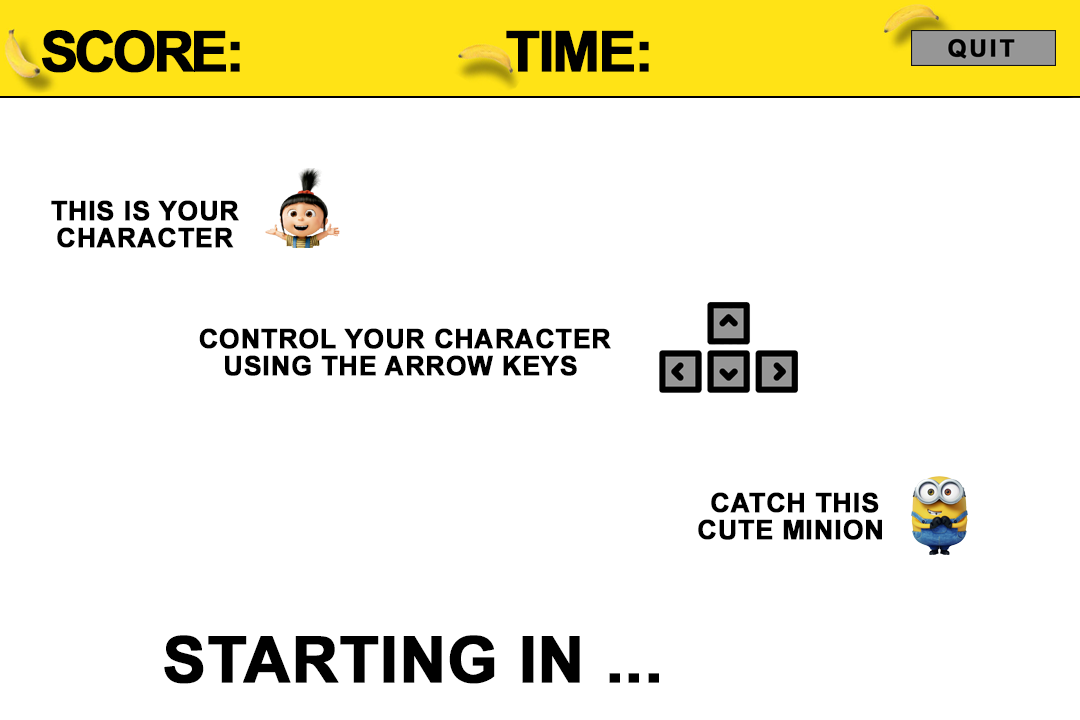 SCORE:
TIME:
QUIT
THIS IS YOUR
CHARACTER
CONTROL YOUR CHARACTER
USING THE ARROW KEYS
CATCH THIS
CUTE MINION
STARTING IN ...